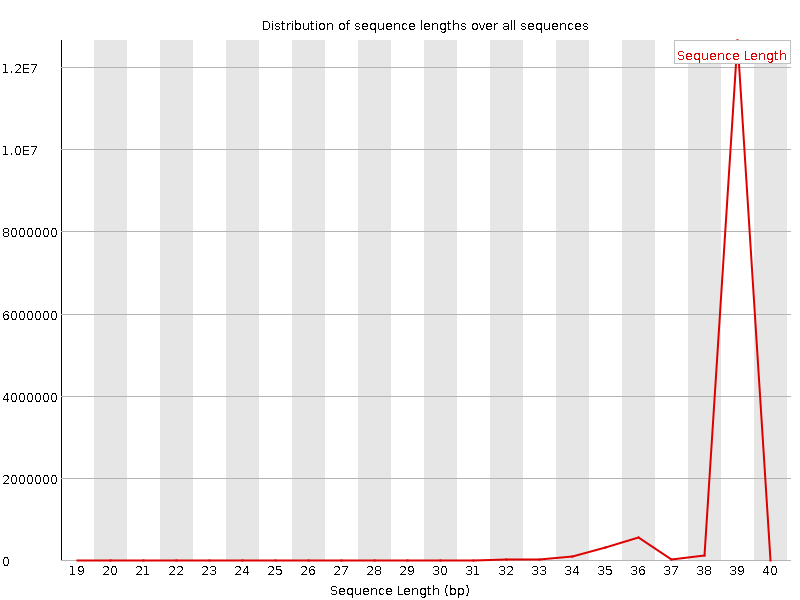 Distribution of sequence lengths over all sequences
Sequence Length
1.2E7
1.0E7
8000000
6000000
4000000
2000000
0
19 20 21 22 23 24 25 26 27 28 29 30 31 32 33 34 35 36 37 38 39 40
Sequence Length (bp)